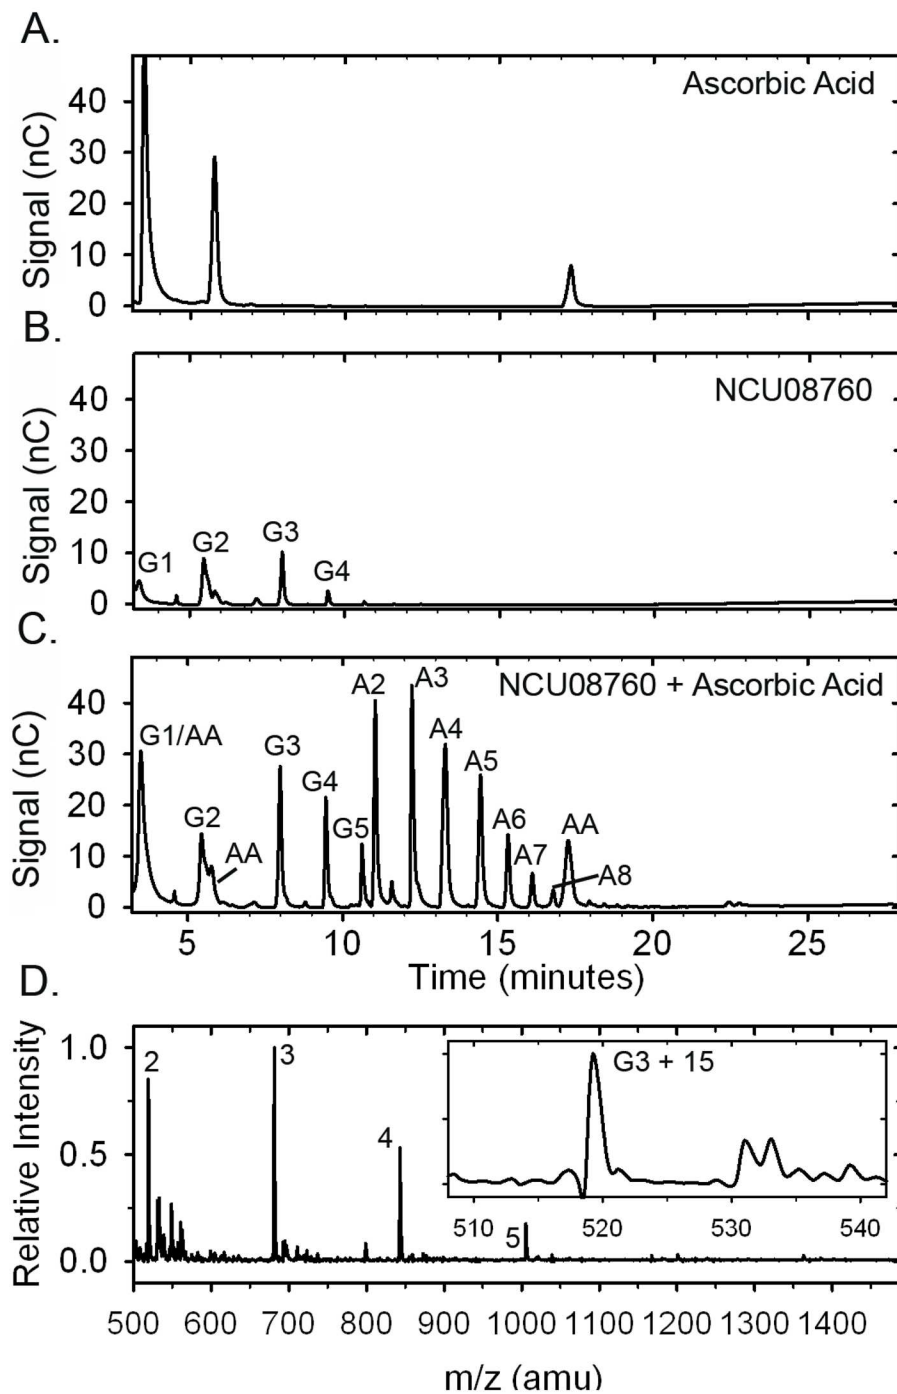 A.
Ascorbic Acid
Signal (nC)
40
30
20
10
0
B.
NCU08760
Signal (nC)
40
30
20
10
0
G1
G2
G3
G4
C.
NCU08760 + Ascorbic Acid
Signal (nC)
40
30
20
10
0
G1/AA
G2
AA
G3
G4
G5
A2
A3
A4
A5
A6
A7
A8
AA
5
10
15
20
25
Time (minutes)
D.
Relative Intensity
1.0
0.5
0.0
2
3
4
5
G3 + 15
510
520
530
540
500
600
700
800
900
1000
1100
1200
1300
1400
m/z (amu)